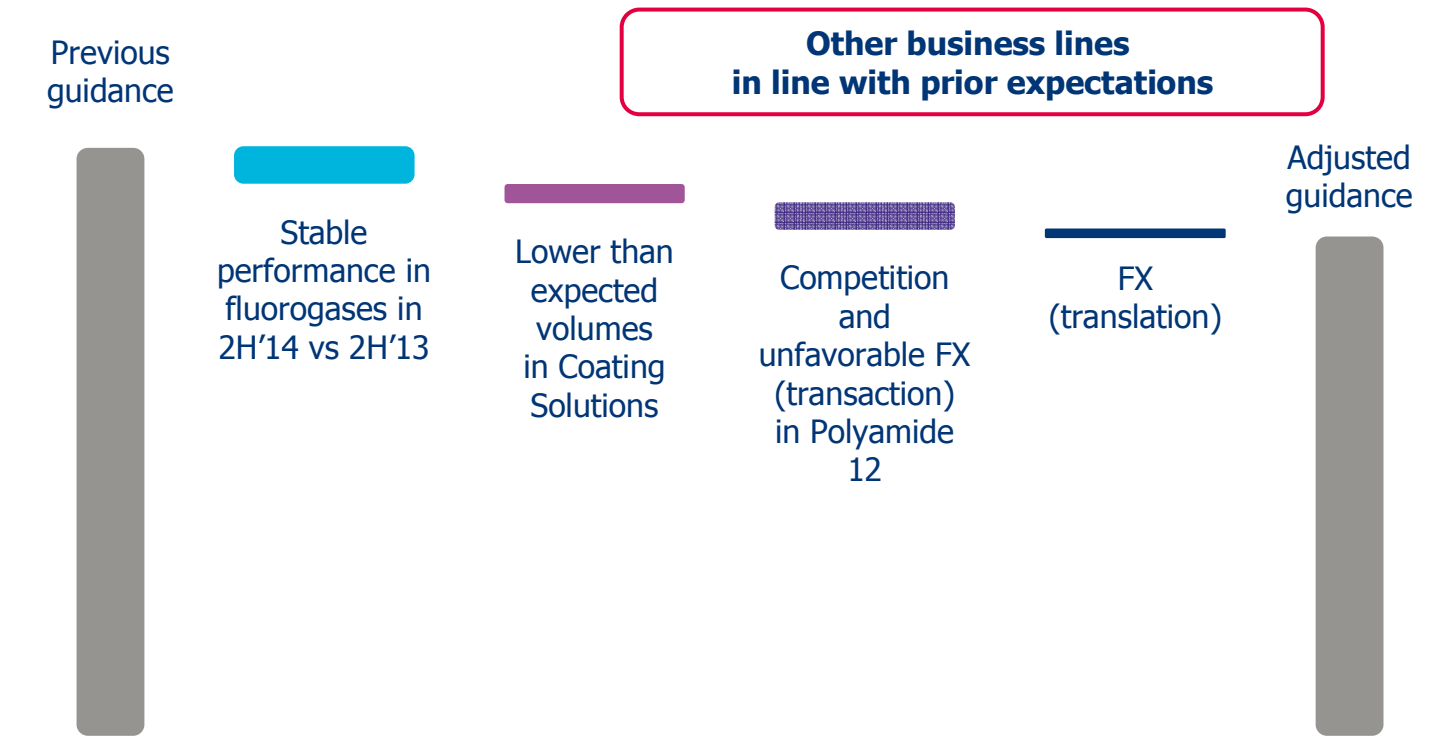 Previous
guidance
Other business lines
in line with prior expectations
Stable
performance in
fluorogases in
2H’14 vs 2H’13
Lower than
expected
volumes
in Coating
Solutions
Competition
and
unfavorable FX
(transaction)
in Polyamide
12
FX
(translation)
Adjusted
guidance